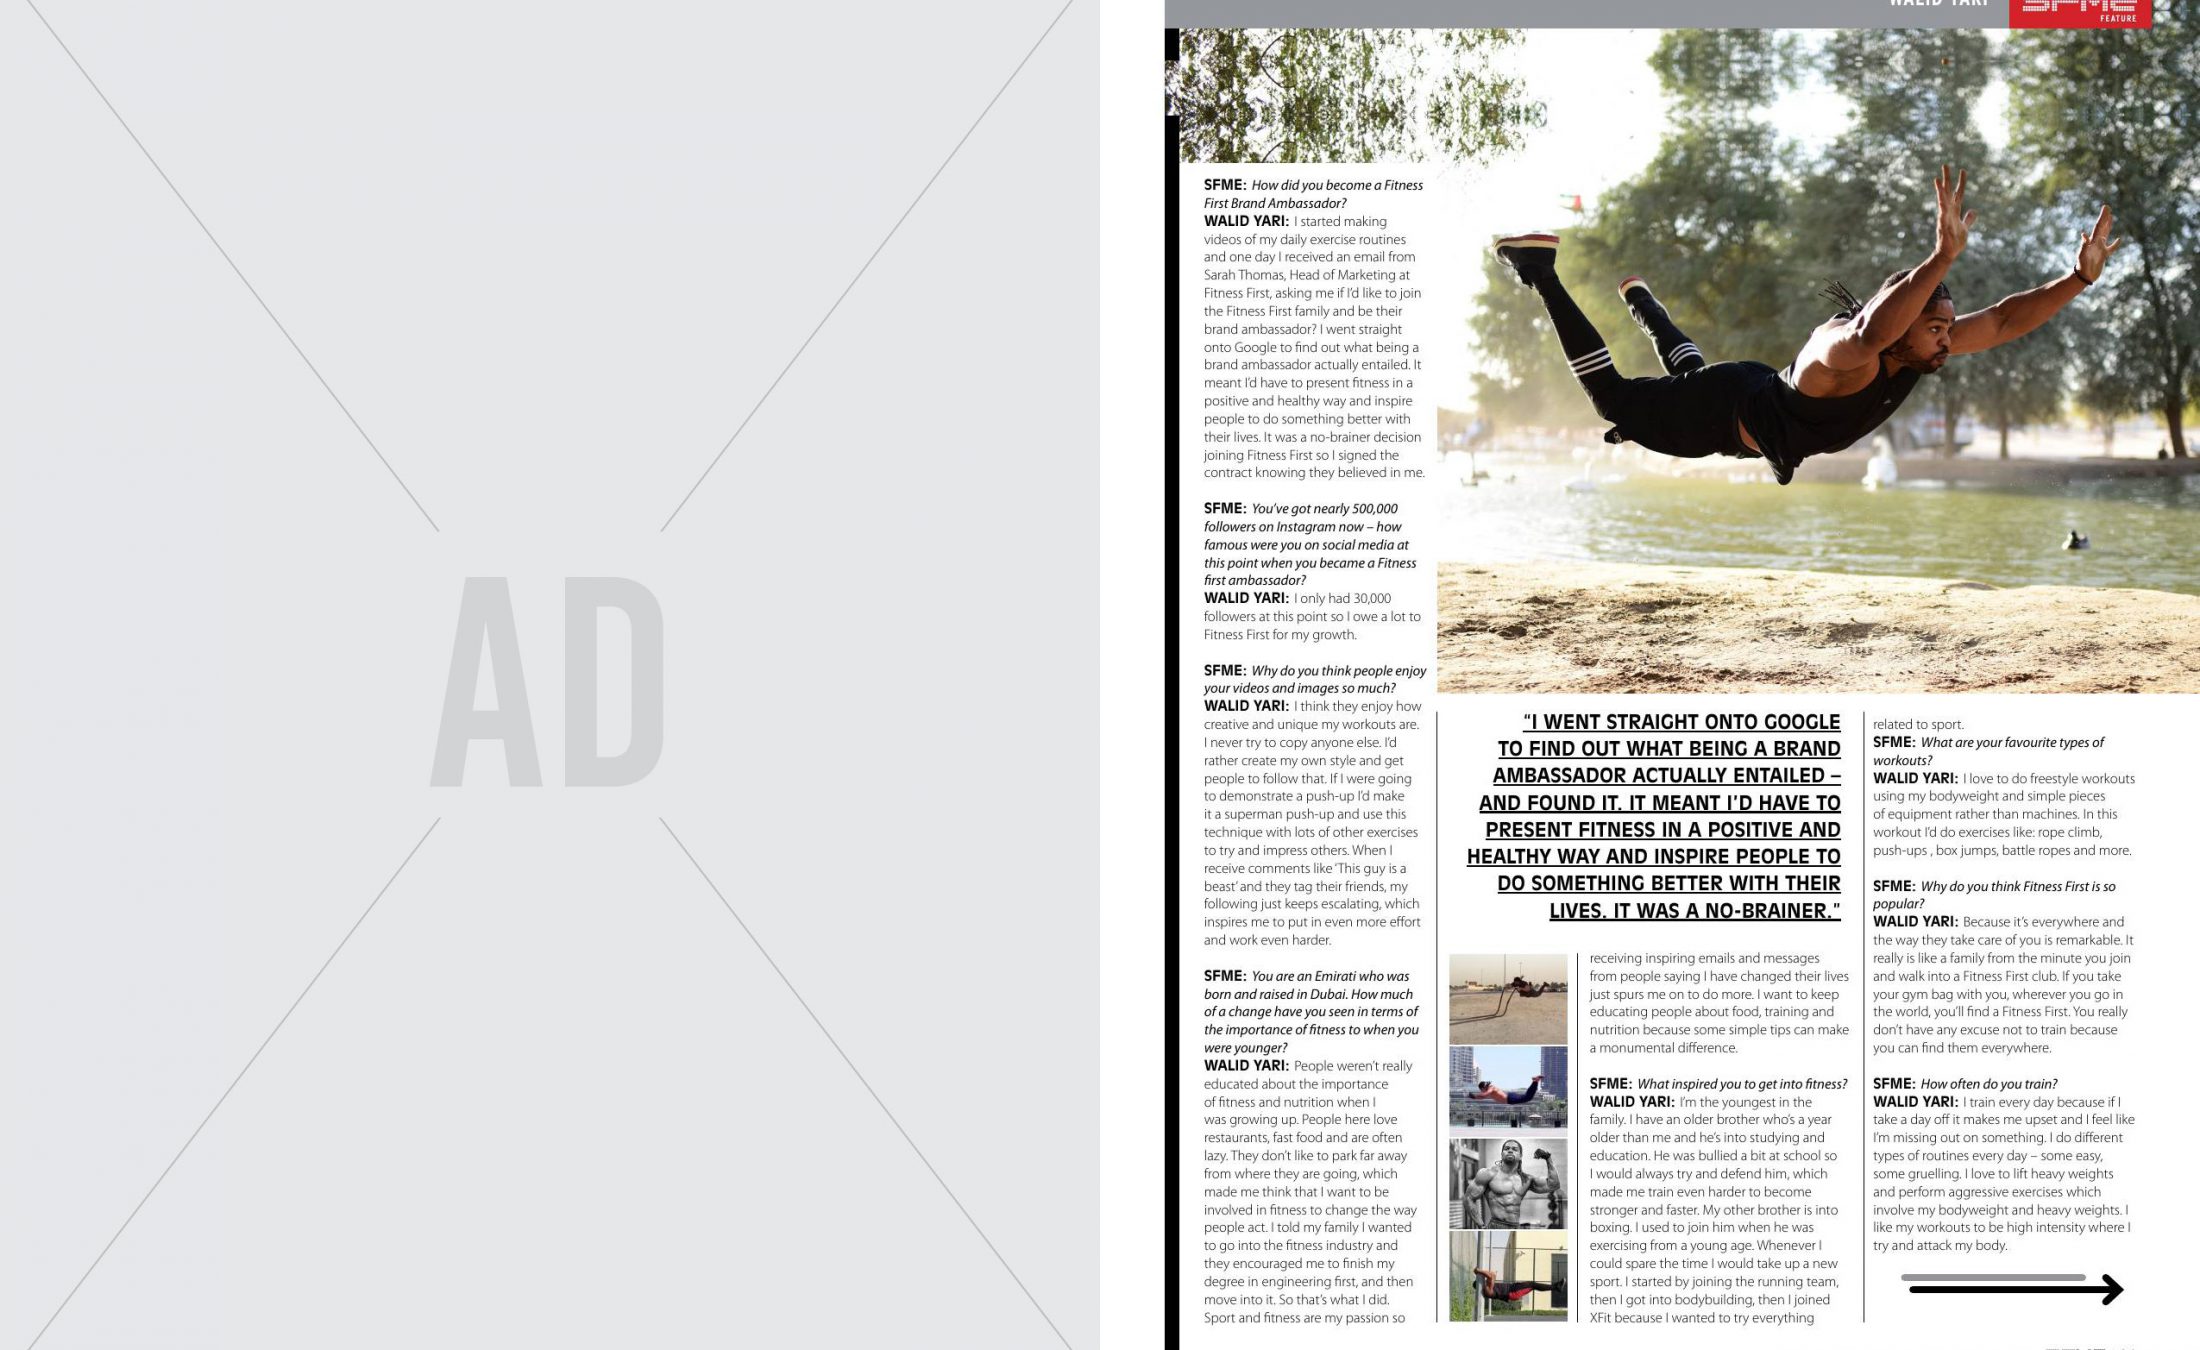 AD
WALID YARI
SFME
FEATURE
SFME: How did you become a Fitness
First Brand Ambassador?
WALID YARI: I started making
videos of my daily exercise routines
and one day I received an email from
Sarah Thomas, Head of Marketing at
Fitness First, asking me if I'd like to join
the Fitness First family and be their
brand ambassador? I went straight
onto Google to find out what being a
brand ambassador actually entailed. It
meant I'd have to present fitness in a
positive and healthy way and inspire
people to do something better with
their lives. It was a no-brainer decision
joining Fitness First so I signed the
contract knowing they believed in me.
SFME: You've got nearly 500,000
followers on Instagram now – how
famous were you on social media at
this point when you became a Fitness
first ambassador?
WALID YARI: I only had 30,000
followers at this point so I owe a lot to
Fitness First for my growth.
SFME: Why do you think people enjoy
your videos and images so much?
WALID YARI: I think they enjoy how
creative and unique my workouts are.
I never try to copy anyone else. I'd
rather create my own style and get
people to follow that. If I were going
to demonstrate a push-up I'd make
it a superman push-up and use this
technique with lots of other exercises
to try and impress others. When I
receive comments like 'This guy is a
beast' and they tag their friends, my
following just keeps escalating, which
inspires me to put in even more effort
and work even harder.
SFME: You are an Emirati who was
born and raised in Dubai. How much
of a change have you seen in terms of
the importance of fitness to when you
were younger?
WALID YARI: People weren't really
educated about the importance
of fitness and nutrition when I
was growing up. People here love
restaurants, fast food and are often
lazy. They don't like to park far away
from where they are going, which
made me think that I want to be
involved in fitness to change the way
people act. I told my family I wanted
to go into the fitness industry and
they encouraged me to finish my
degree in engineering first, and then
move into it. So that's what I did.
Sport and fitness are my passion so
"I WENT STRAIGHT ONTO GOOGLE
TO FIND OUT WHAT BEING A BRAND
AMBASSADOR ACTUALLY ENTAILED –
AND FOUND IT. IT MEANT I'D HAVE TO
PRESENT FITNESS IN A POSITIVE AND
HEALTHY WAY AND INSPIRE PEOPLE TO
DO SOMETHING BETTER WITH THEIR
LIVES. IT WAS A NO-BRAINER."
receiving inspiring emails and messages
from people saying I have changed their lives
just spurs me on to do more. I want to keep
educating people about food, training and
nutrition because some simple tips can make
a monumental difference.
SFME: What inspired you to get into fitness?
WALID YARI: I'm the youngest in the
family. I have an older brother who's a year
older than me and he's into studying and
education. He was bullied a bit at school so
I would always try and defend him, which
made me train even harder to become
stronger and faster. My other brother is into
boxing. I used to join him when he was
exercising from a young age. Whenever I
could spare the time I would take up a new
sport. I started by joining the running team,
then I got into bodybuilding, then I joined
XFit because I wanted to try everything
related to sport.
SFME: What are your favourite types of
workouts?
WALID YARI: I love to do freestyle workouts
using my bodyweight and simple pieces
of equipment rather than machines. In this
workout I'd do exercises like: rope climb,
push-ups , box jumps, battle ropes and more.
SFME: Why do you think Fitness First is so
popular?
WALID YARI: Because it's everywhere and
the way they take care of you is remarkable. It
really is like a family from the minute you join
and walk into a Fitness First club. If you take
your gym bag with you, wherever you go in
the world, you'll find a Fitness First. You really
don't have any excuse not to train because
you can find them everywhere.
SFME: How often do you train?
WALID YARI: I train every day because if I
take a day off it makes me upset and I feel like
I'm missing out on something. I do different
types of routines every day – some easy,
some gruelling. I love to lift heavy weights
and perform aggressive exercises which
involve my bodyweight and heavy weights. I
like my workouts to be high intensity where I
try and attack my body.